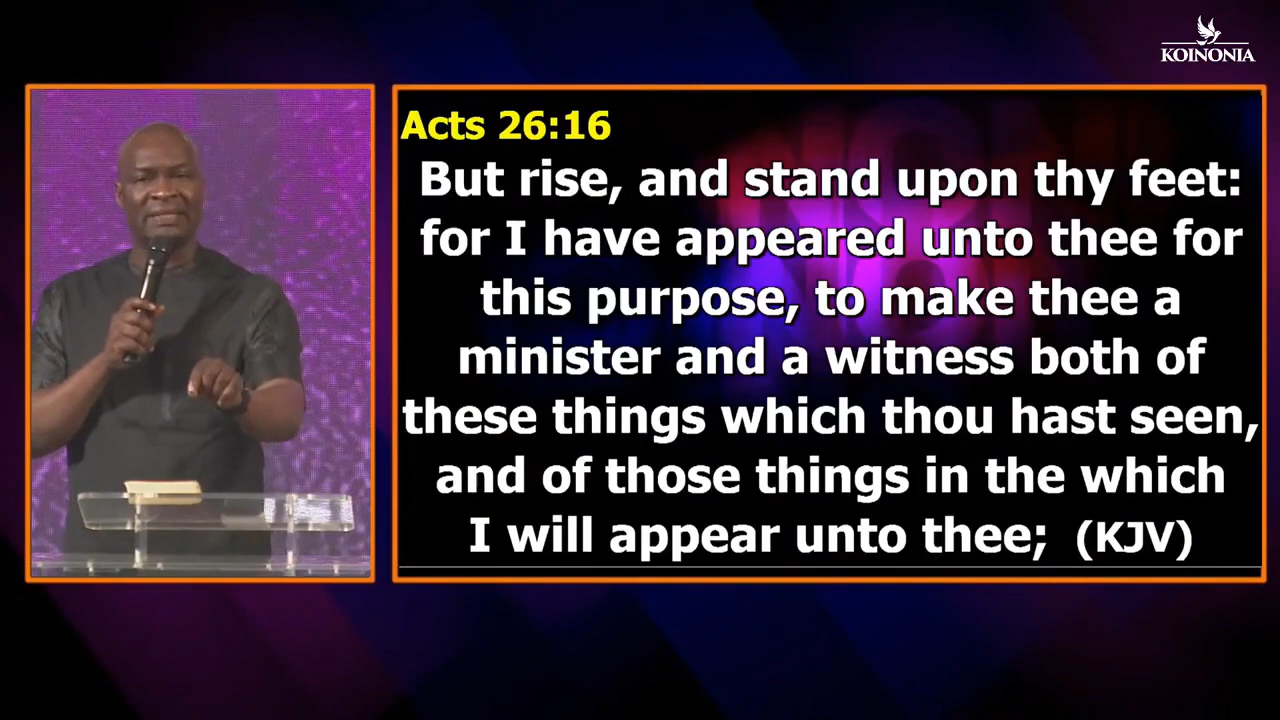 KOINONIA
Acts 26:16
But rise, and stand upon thy feet:
for I have appeared unto thee for
this purpose, to make thee a
minister and a witness both of
these things which thou hast seen,
and of those things in the which
I will appear unto thee; (KJV)